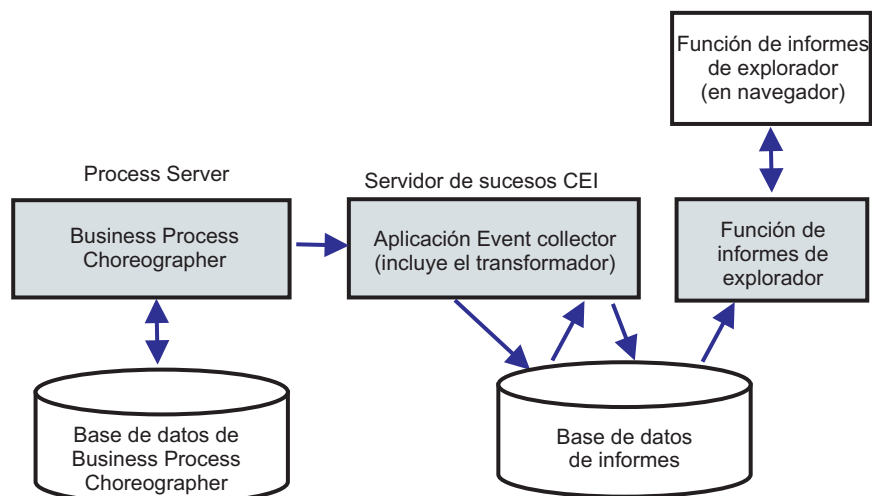 Función de informes
de explorador
(en navegador)
Process Server
Servidor de sucesos CEI
Business Process
Choreographer
Aplicación Event collector
(incluye el transformador)
Función de
informes de
explorador
Base de datos de
Business Process
Choreographer
Base de datos
de informes